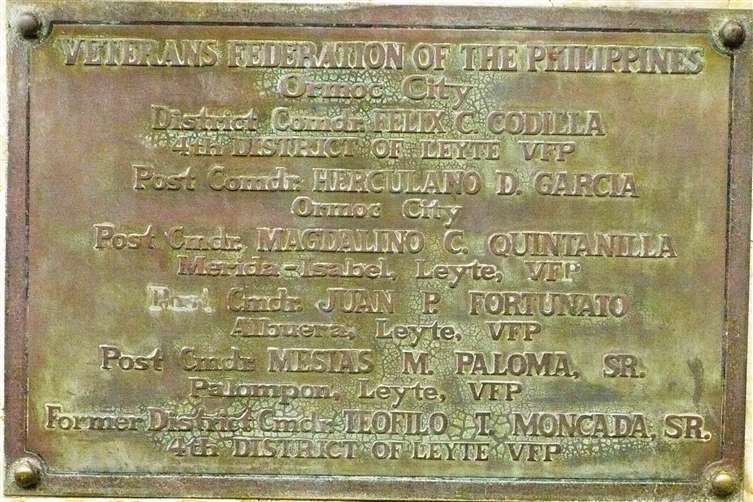 VETERANS FEDERATION OF THE PHILIPPINES
Ormoc City
District Comdr. FELIX C. CODILLA
4th DISTRICT OF LEYTE VFP
Post Comdr. HERCULANO D. GARCIA
Ormoc City
Post Cmdr. MAGDALINO C. QUINTANILLA
Merida-Isabel, Leyte, VFP
Post Cmdr. JUAN P. FORTUNATO
Albuera, Leyte, VFP
Post Cmdr. MESIAS M. PALOMA, SR.
Palompon, Leyte, VFP
Former District Cmdr. TEOFILO T. MONCADA, SR.
4th DISTRICT OF LEYTE VFP